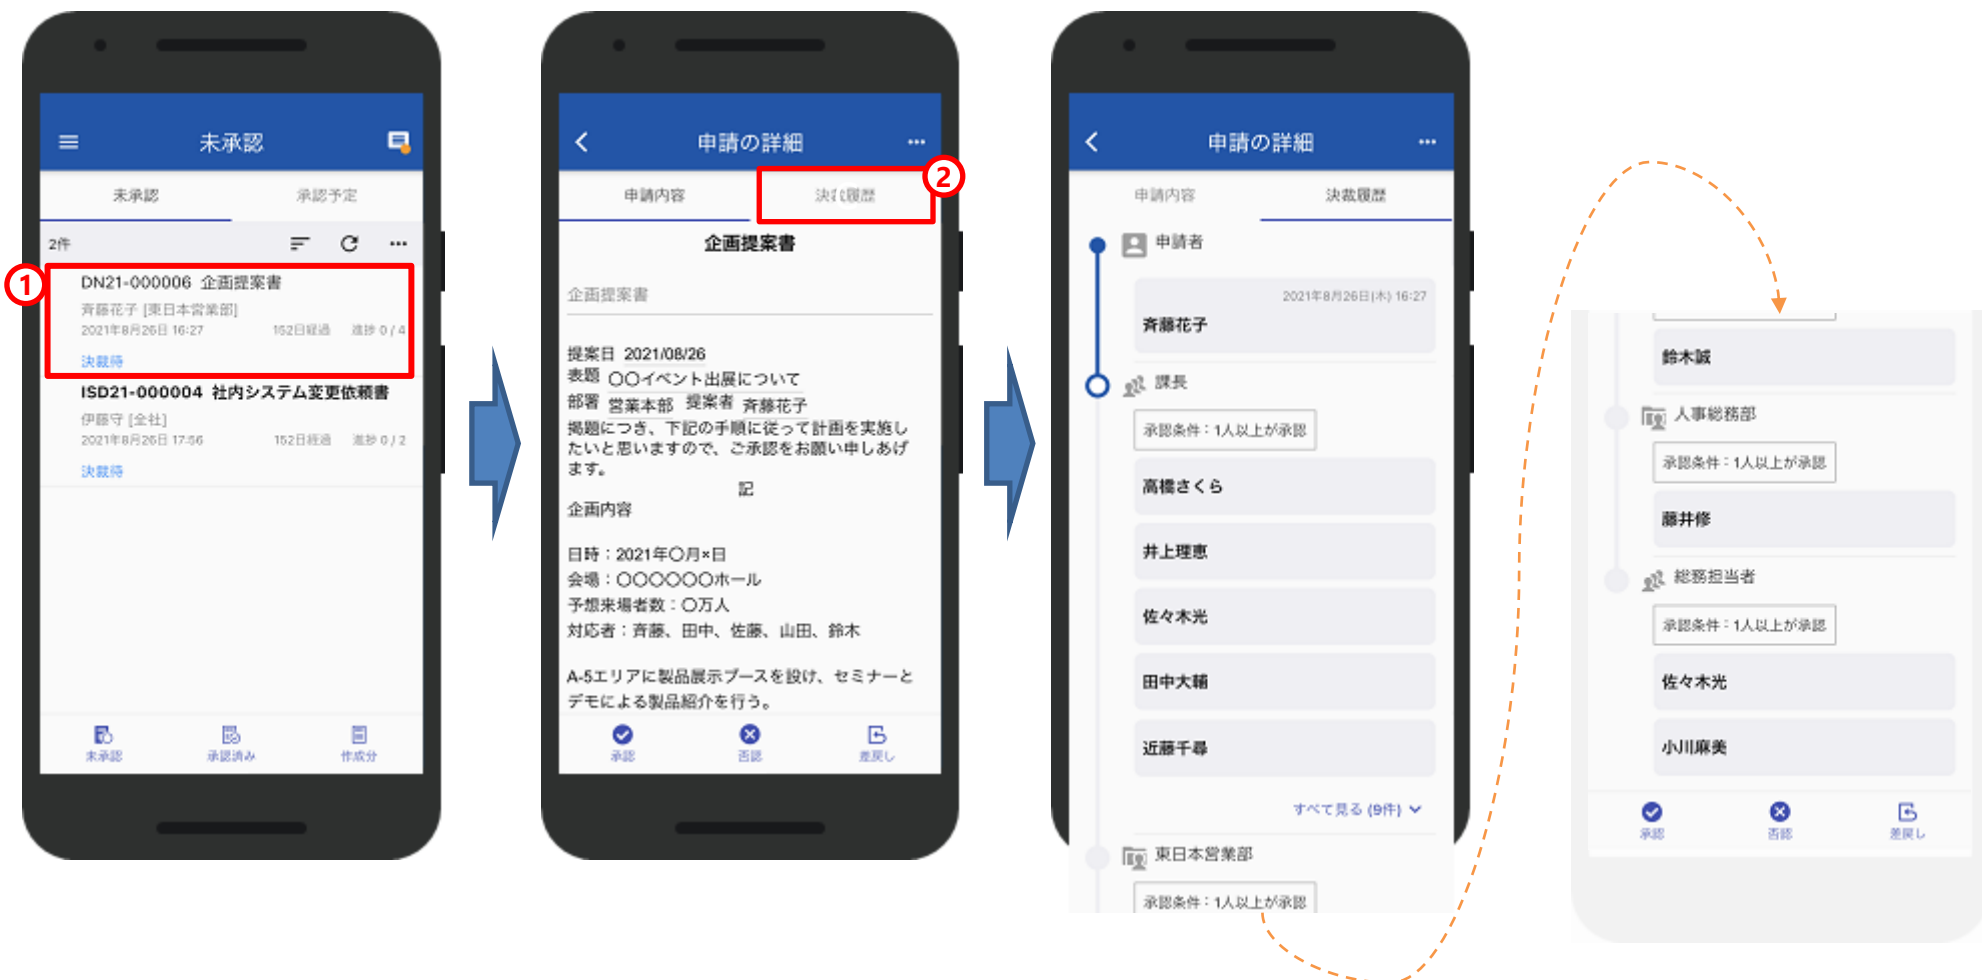 未承認
未承認 承認予定
2件
1
DN21-000006 企画提案書
斉藤花子 [東日本営業部]
2021年8月26日 16:27 152日経過 進捗 0 / 4
決裁待
ISD21-000004 社内システム変更依頼書
伊藤守 [全社]
2021年8月26日 17:56 152日経過 進捗 0 / 2
決裁待
未承認 承認済み 作成分
申請の詳細
2
申請内容 決裁履歴
企画提案書
企画提案書
提案日 2021/08/26
表題 〇〇イベント出展について
部署 営業本部 提案者 斉藤花子
掲題につき、下記の手順に従って計画を実施し
たいと思いますので、ご承認をお願い申しあげ
ます。
記
企画内容
日時：2021年〇月×日
会場：〇〇〇〇〇〇ホール
予想来場者数：〇万人
対応者：斉藤、田中、佐藤、山田、鈴木
A-5エリアに製品展示ブースを設け、セミナーと
デモによる製品紹介を行う。
承認 否認 差戻し
申請の詳細
申請内容 決裁履歴
申請者
2021年8月26日(木) 16:27
斉藤花子
課長
承認条件：1人以上が承認
高橋さくら
井上理恵
佐々木光
田中大輔
近藤千尋
すべて見る (9件)
東日本営業部
承認条件：1人以上が承認
鈴木誠
人事総務部
承認条件：1人以上が承認
藤井修
総務担当者
承認条件：1人以上が承認
佐々木光
小川麻美
承認 否認 差戻し